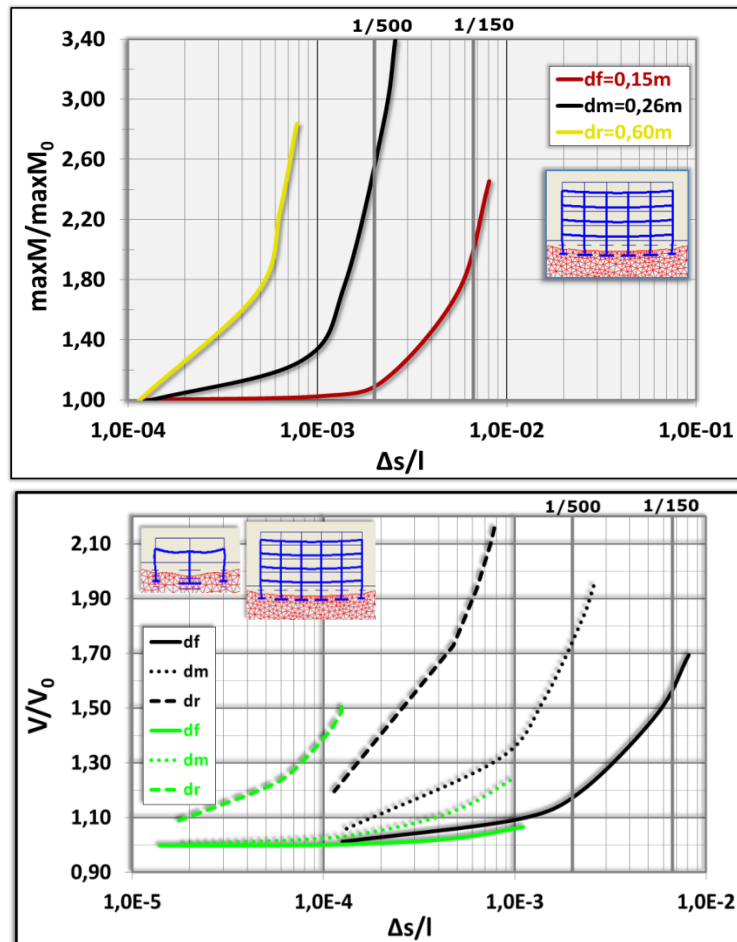 1/500 1/150
3,40
3,00
2,60
2,20
1,80
1,40
1,00
maxM/maxM0
df=0,15m
dm=0,26m
dr=0,60m
1,0E-04 1,0E-03 1,0E-02 1,0E-01
Δs/l
1/500 1/150
2,10
1,90
1,70
1,50
1,30
1,10
0,90
V/V0
df
dm
dr
df
dm
dr
1,0E-5 1,0E-4 1,0E-3 1,0E-2
Δs/l